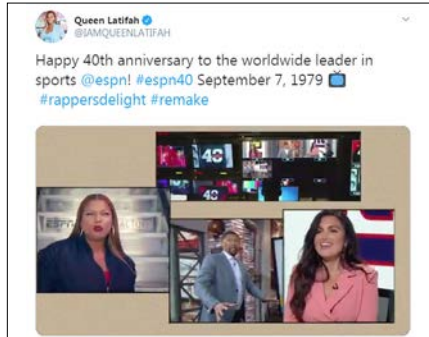 Queen Latifah
@IAMQUEENLATIFAH
Happy 40th anniversary to the worldwide leader in
sports @espn! #espn40 September 7, 1979 📺
#rappersdelight #remake
40
40